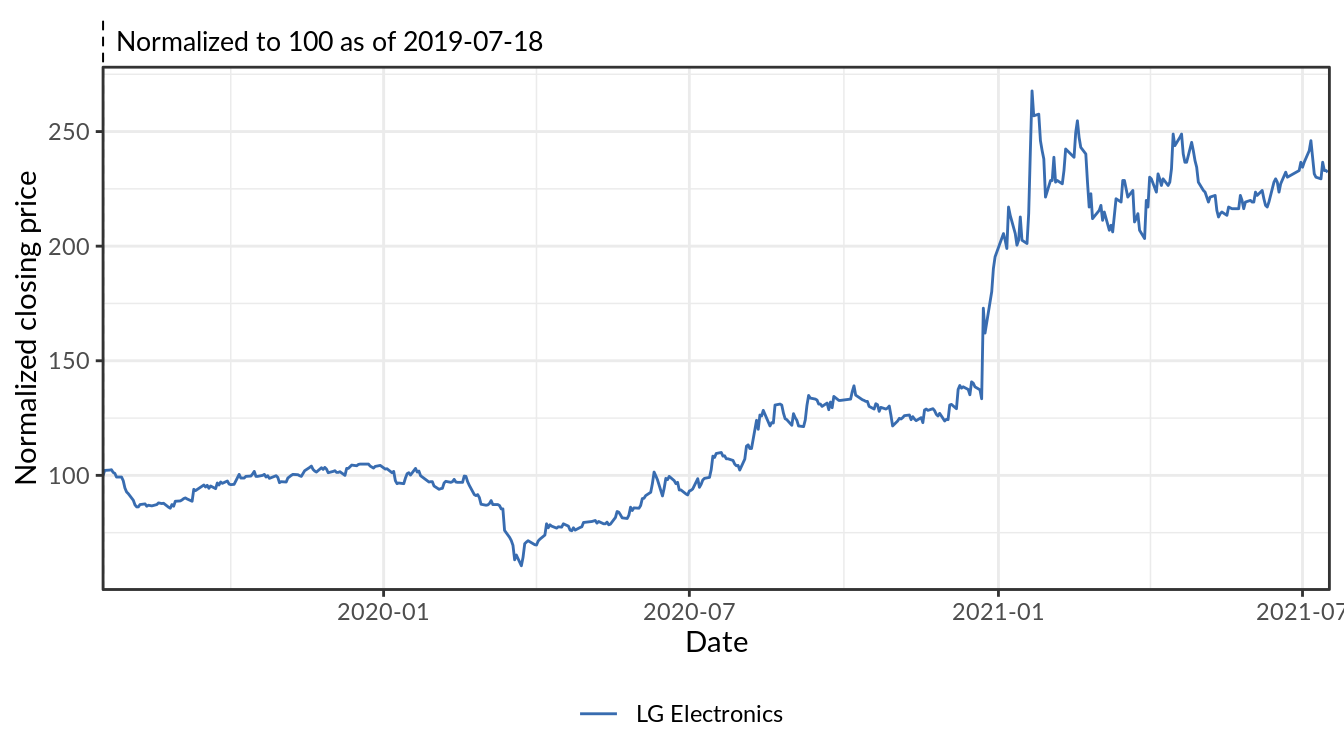 Normalized to 100 as of 2019-07-18
Normalized closing price
250
200
150
100
2020-01
2020-07
2021-01
2021-07
Date
LG Electronics